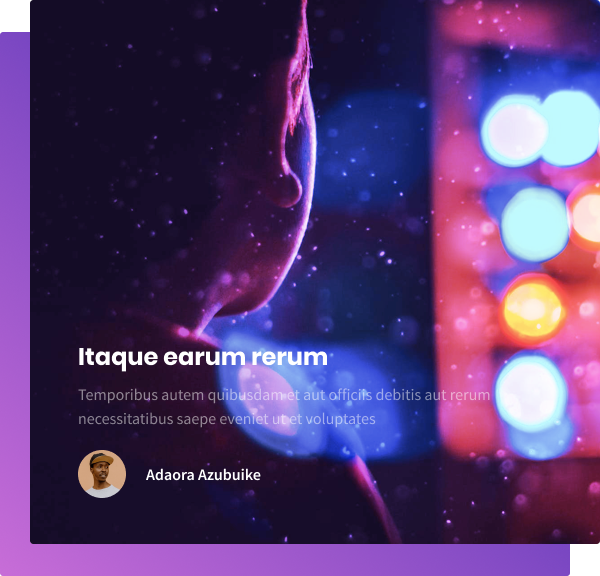 Itaque earum rerum
Temporibus autem quibusdam et aut officiis debitis aut rerum
necessitatibus saepe eveniet ut et voluptates
Adaora Azubuike